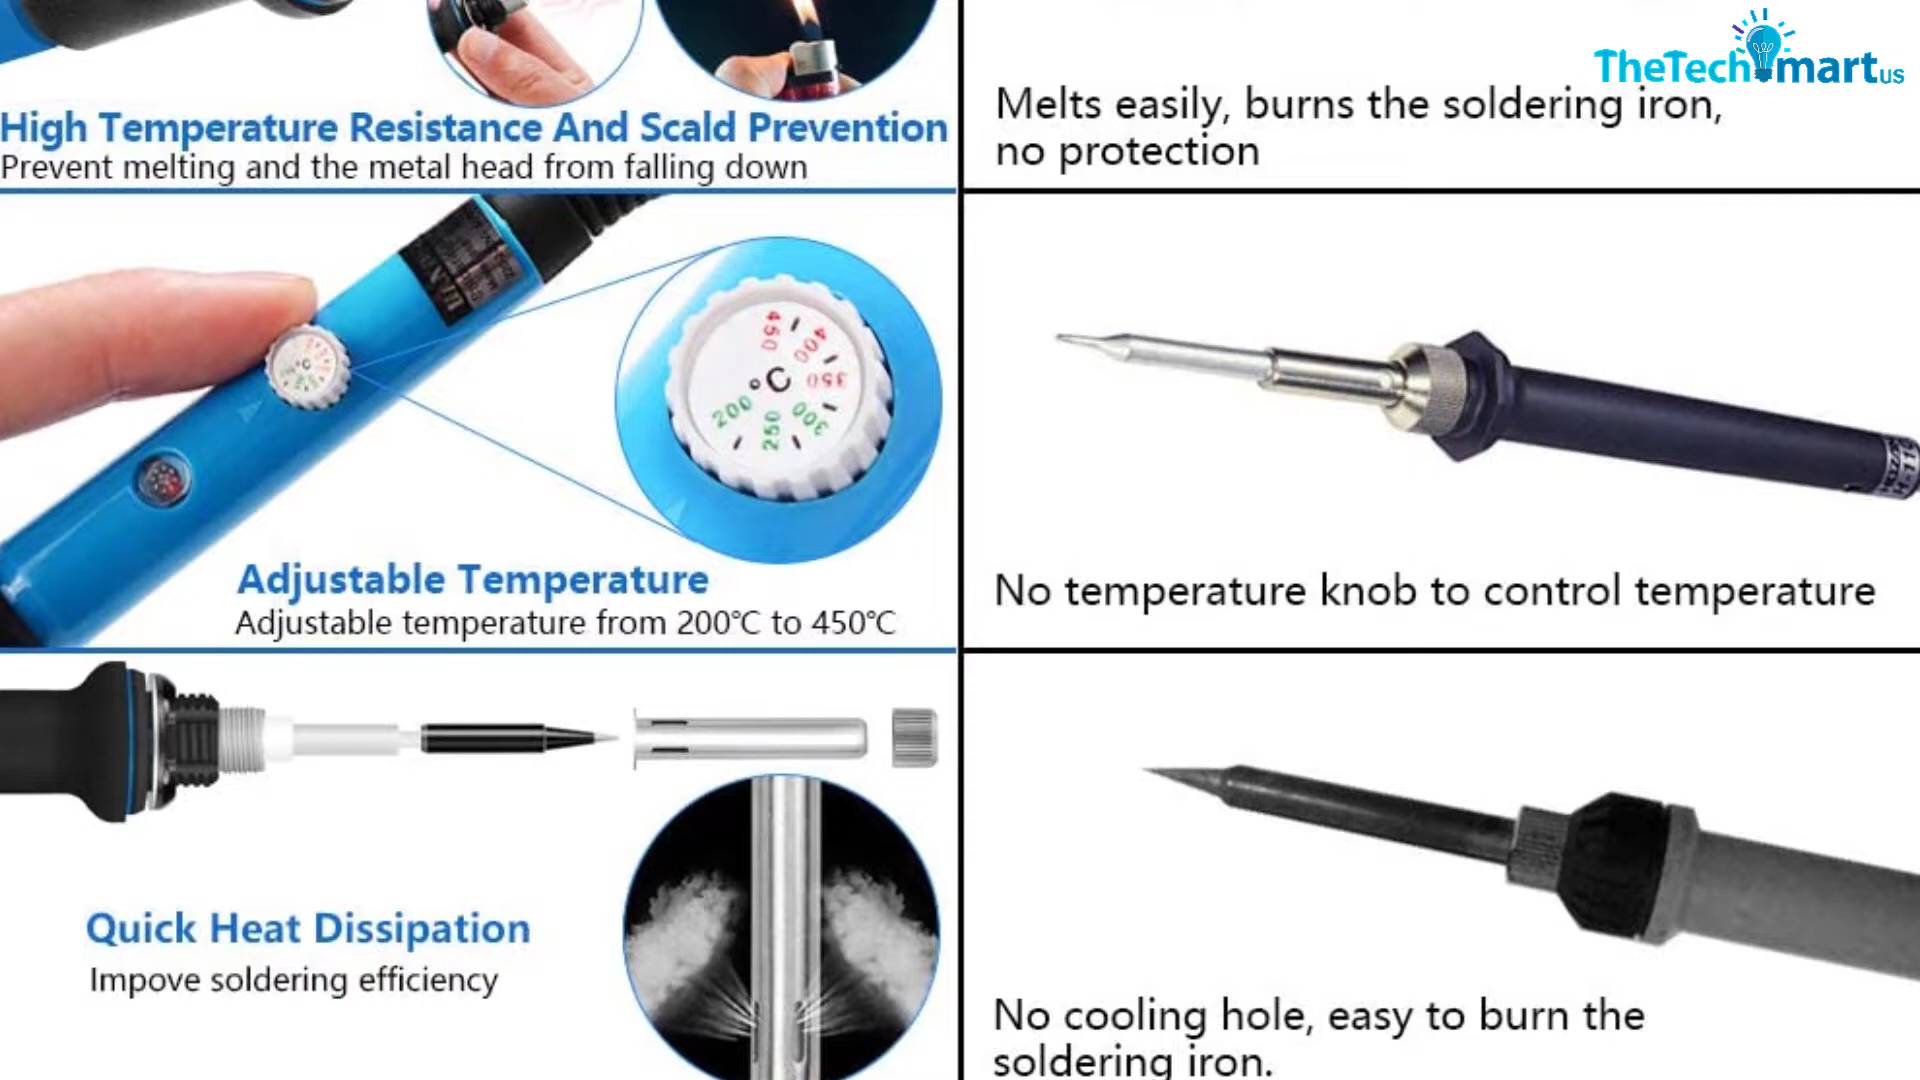 TheTechmart US
High Temperature Resistance And Scald Prevention
Prevent melting and the metal head from falling down
Melts easily, burns the soldering iron,
no protection
450
400
350
300
250
200
°C
Adjustable Temperature
Adjustable temperature from 200℃ to 450℃
No temperature knob to control temperature
Quick Heat Dissipation
Impove soldering efficiency
No cooling hole, easy to burn the
soldering iron.